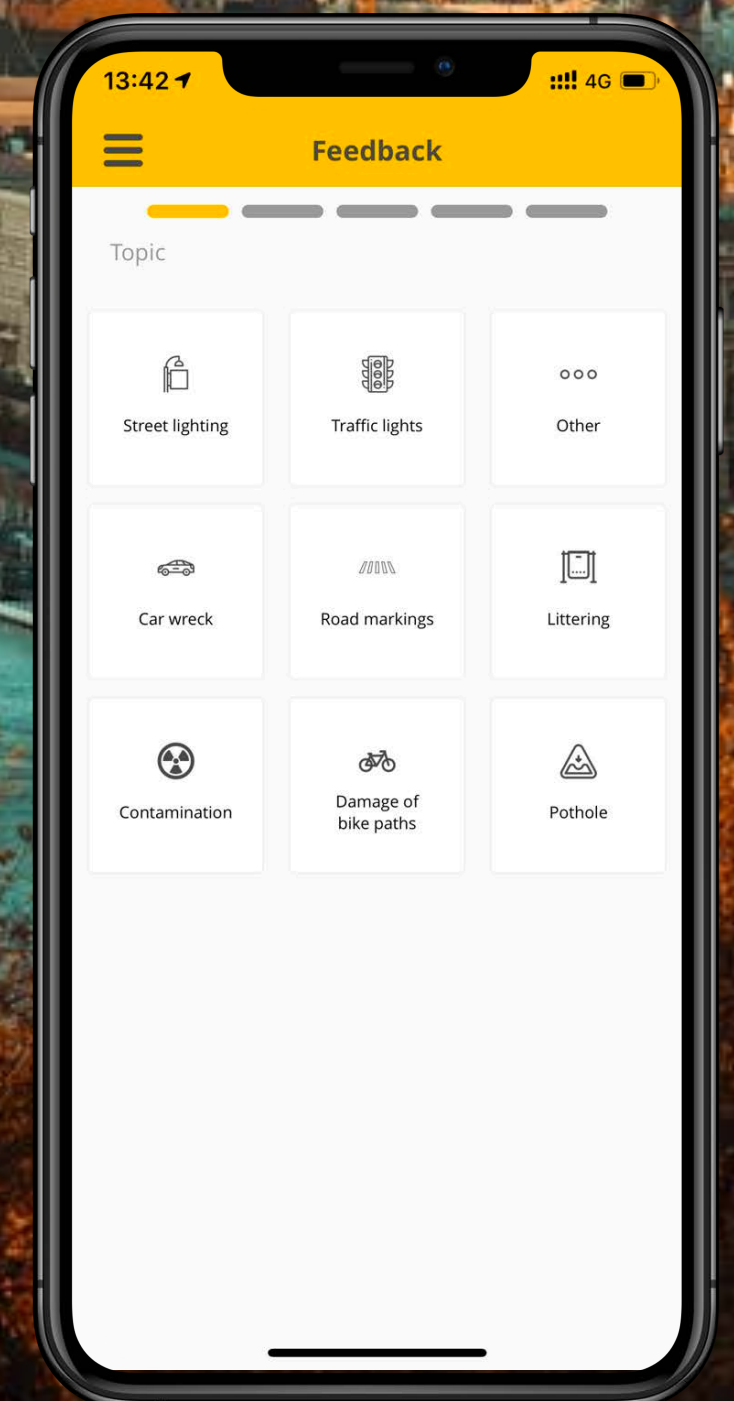 13:42
4G
Feedback
Topic
Street lighting
Traffic lights
Other
Car wreck
Road markings
Littering
Contamination
Damage of
bike paths
Pothole